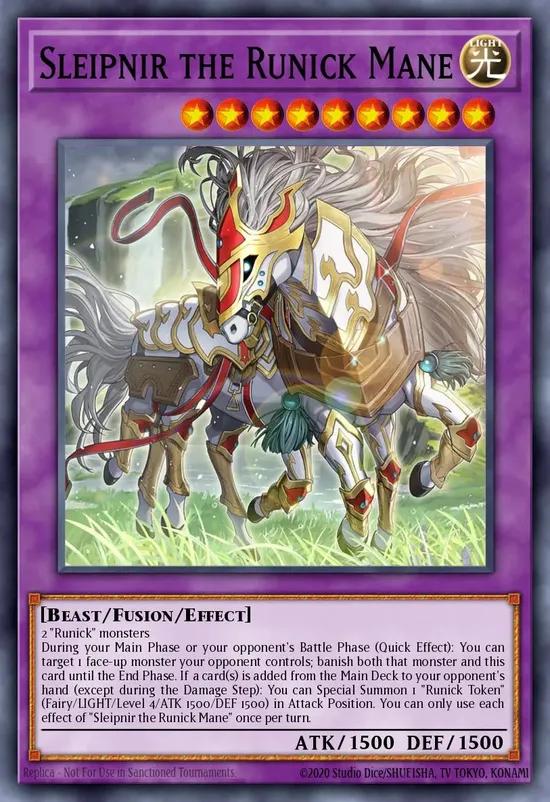 SLEIPNIR THE RUNICK MANE
LIGHT
光
[BEAST/FUSION/EFFECT]
2 "Runick" monsters
During your Main Phase or your opponent's Battle Phase (Quick Effect): You can
target 1 face-up monster your opponent controls; banish both that monster and this
card until the End Phase. If a card(s) is added from the Main Deck to your opponent's
hand (except during the Damage Step): You can Special Summon 1 "Runick Token"
(Fairy/LIGHT/Level 4/ATK 1500/DEF 1500) in Attack Position. You can only use each
effect of "Sleipnir the Runick Mane" once per turn.
ATK/1500 DEF/1500
Replica - Not For Use in Sanctioned Tournaments.
©2020 Studio Dice/SHUEISHA, TV TOKYO, KONAMI